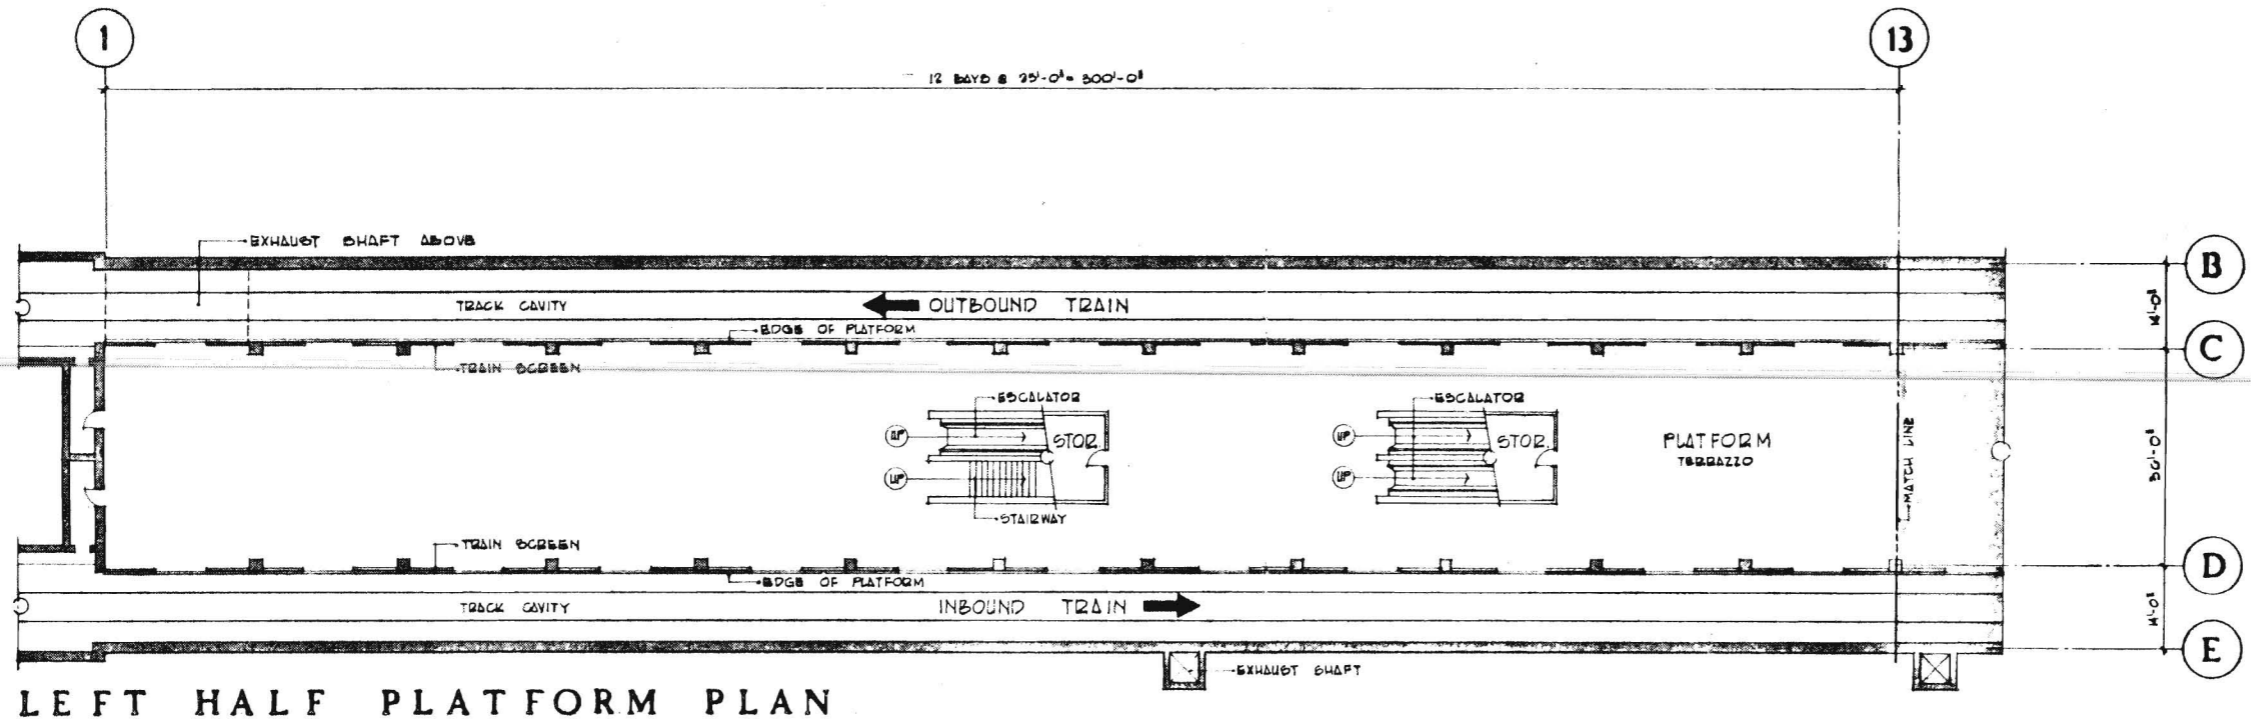 1
13
12 BAYS @ 25'-0" = 300'-0"
EXHAUST SHAFT ABOVE
B
TRACK CAVITY
OUTBOUND TRAIN
14'-0"
EDGE OF PLATFORM
C
TRAIN SCREEN
ESCALATOR
ESCALATOR
UP
STOR.
UP
STOR.
PLATFORM
TERRAZZO
MATCH LINE
36'-0"
UP
UP
STAIRWAY
TRAIN SCREEN
D
EDGE OF PLATFORM
TRACK CAVITY
INBOUND TRAIN
14'-0"
E
EXHAUST SHAFT
LEFT HALF PLATFORM PLAN